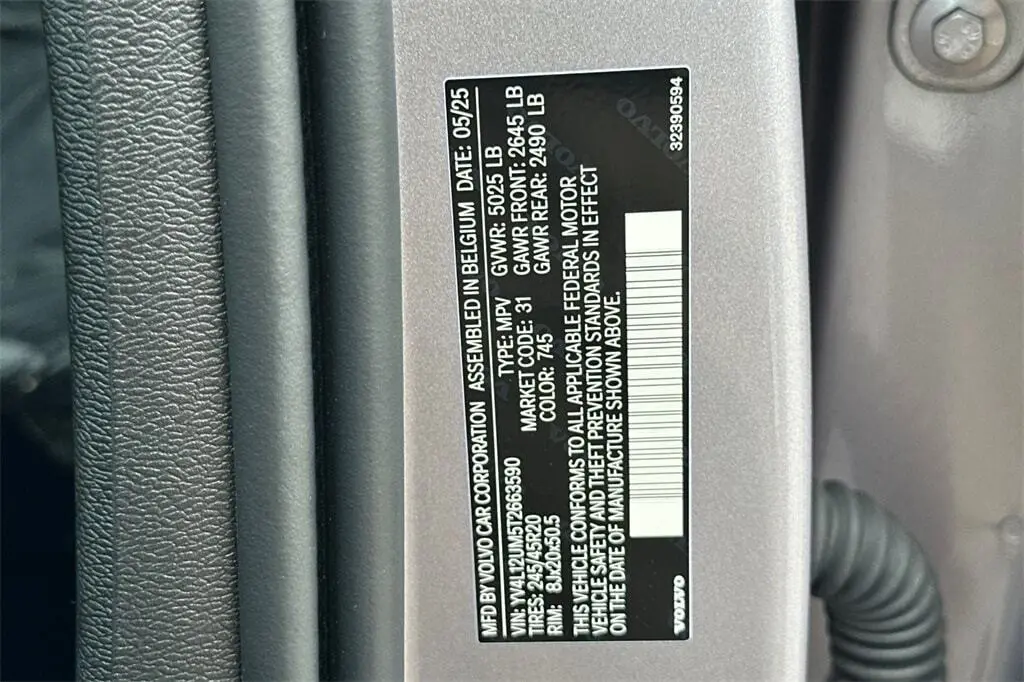 MFD BY VOLVO CAR CORPORATION ASSEMBLED IN BELGIUM DATE: 05/25
VIN: YV4L12UM5T2663590 TYPE: MPV GVWR: 5025 LB
TIRES: 245/45R20 MARKET CODE: 31 GAWR FRONT: 2645 LB
RIM: 8Jx20x50.5 COLOR: 745 GAWR REAR: 2490 LB
THIS VEHICLE CONFORMS TO ALL APPLICABLE FEDERAL MOTOR
VEHICLE SAFETY AND THEFT PREVENTION STANDARDS IN EFFECT
ON THE DATE OF MANUFACTURE SHOWN ABOVE.
VOLVO 32390594